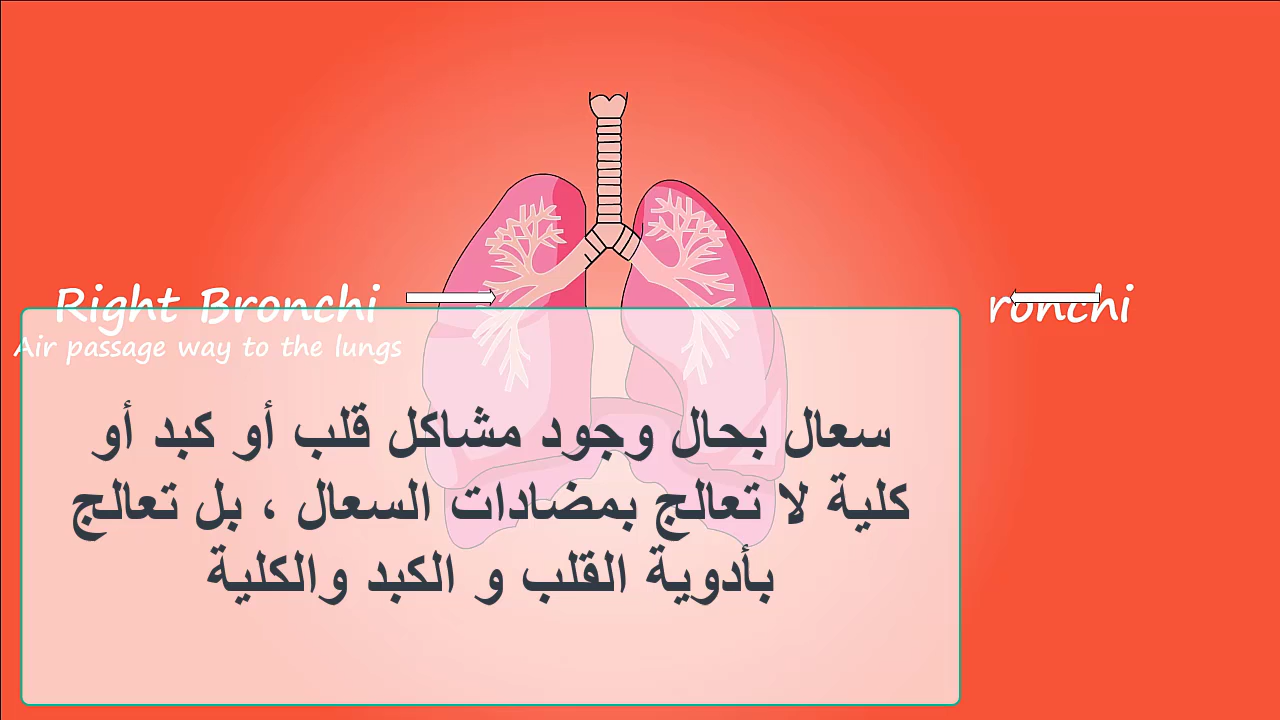 Right Bronchi
ronchi
Air passage way to the lungs
سعال بحال وجود مشاكل قلب أو كبد أو
كلية لا تعالج بمضادات السعال ، بل تعالج
بأدوية القلب و الكبد والكلية